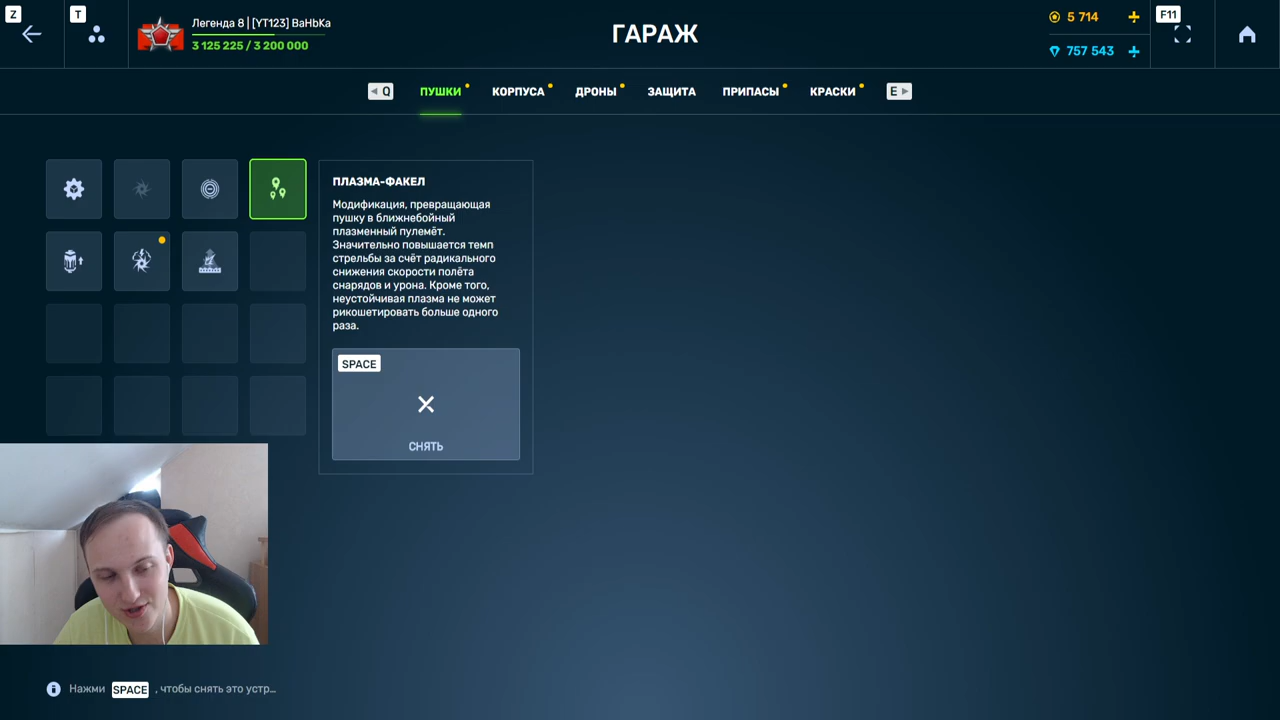 Z
T
Легенда 8 | [YT123] ВаНЬКа
3 125 225 / 3 200 000
ГАРАЖ
5 714
757 543
F11
Q
ПУШКИ
КОРПУСА
ДРОНЫ
ЗАЩИТА
ПРИПАСЫ
КРАСКИ
E
ПЛАЗМА-ФАКЕЛ
Модификация, превращающая
пушку в ближнебойный
плазменный пулемёт.
Значительно повышается темп
стрельбы за счёт радикального
снижения скорости полёта
снарядов и урона. Кроме того,
неустойчивая плазма не может
рикошетировать больше одного
раза.
SPACE
СНЯТЬ
Нажми SPACE , чтобы снять это устр...